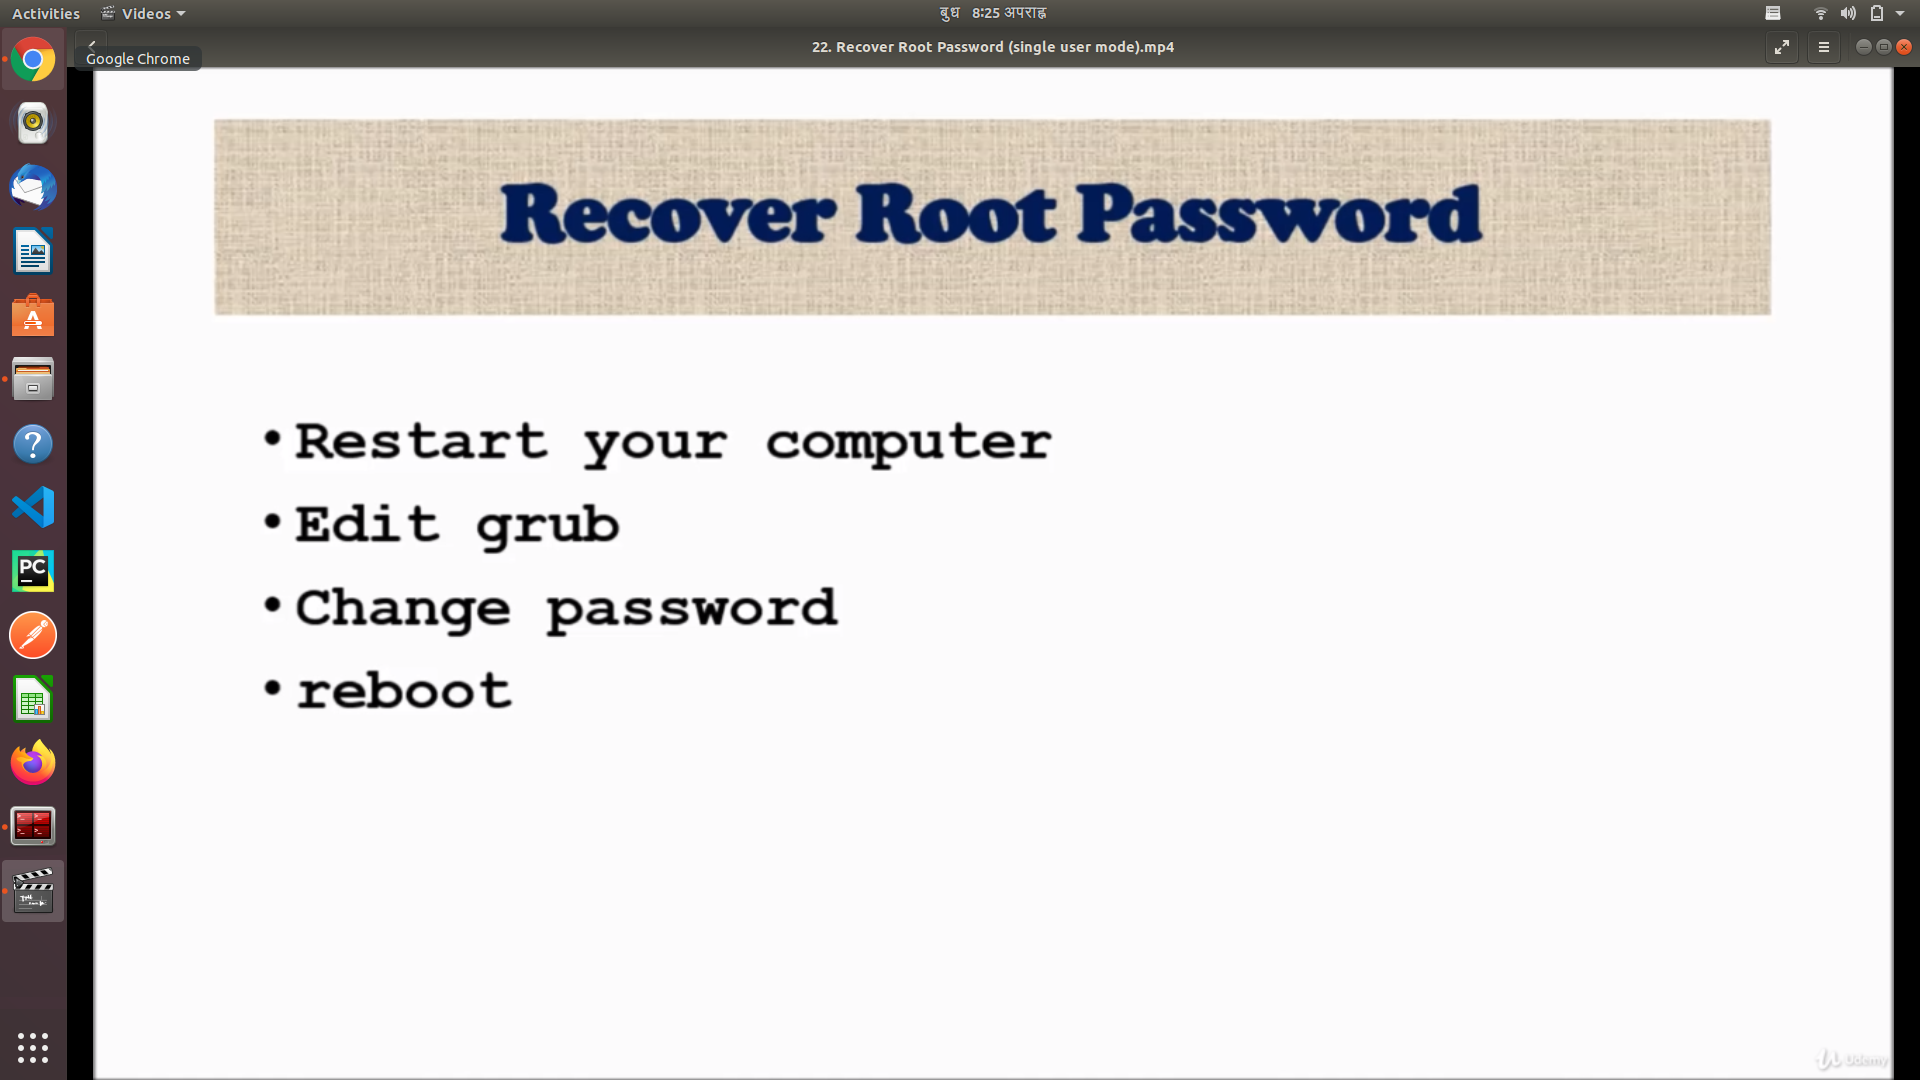 Activities Videos बुध 8:25 अपराह्न
22. Recover Root Password (single user mode).mp4
Google Chrome
Recover Root Password
• Restart your computer
• Edit grub
• Change password
• reboot
Udemy